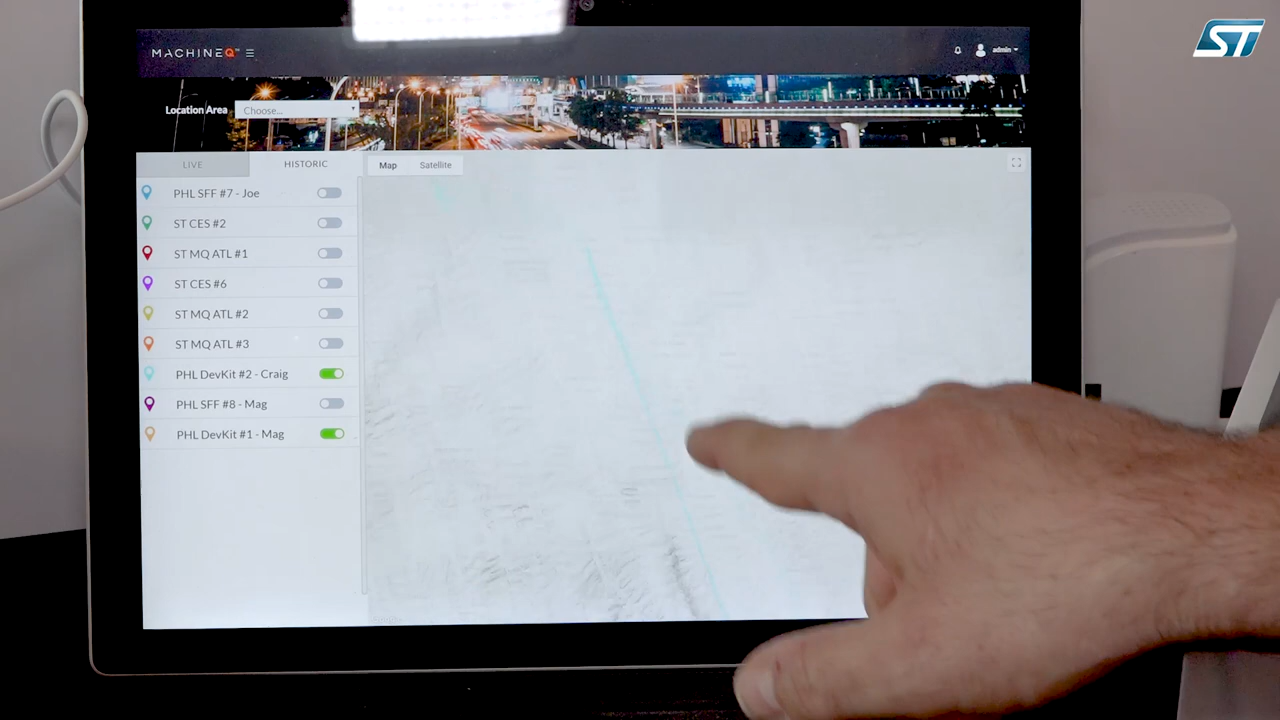 ST
MACHINEQ
admin
Location Area
Choose...
LIVE
HISTORIC
Map
Satellite
PHL SFF #7 - Joe
ST CES #2
ST MQ ATL #1
ST CES #6
ST MQ ATL #2
ST MQ ATL #3
PHL DevKit #2 - Craig
PHL SFF #8 - Mag
PHL DevKit #1 - Mag